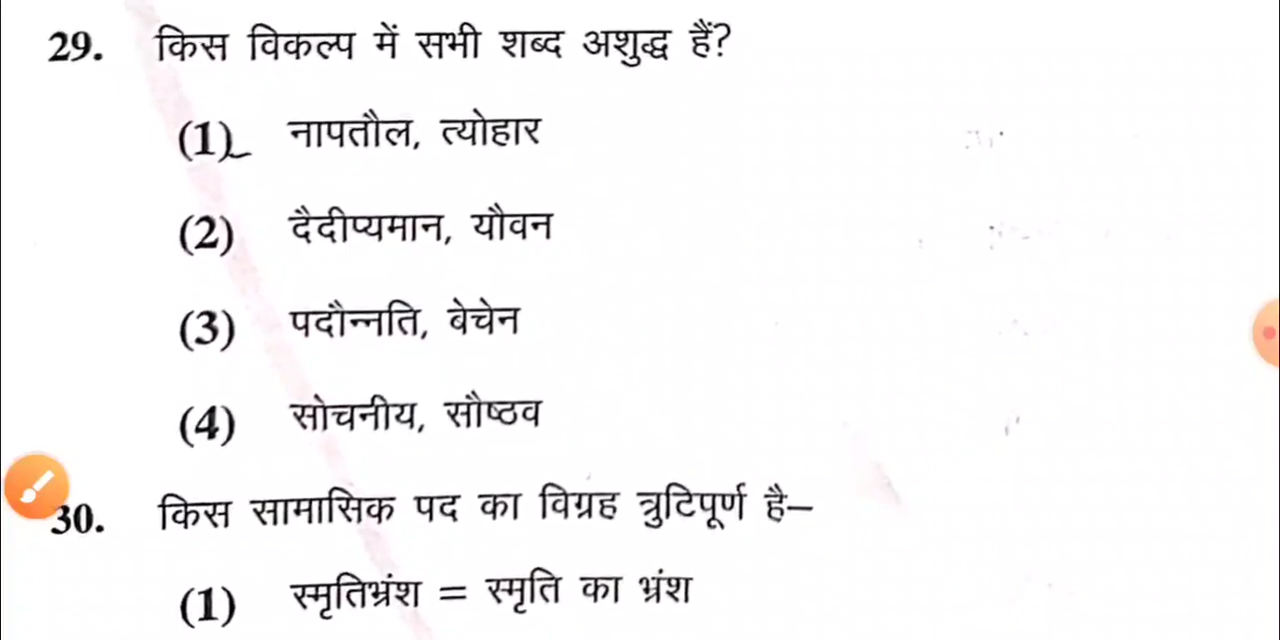 29. किस विकल्प में सभी शब्द अशुद्ध हैं?
(1) नापतौल, त्योहार
(2) दैदीप्यमान, यौवन
(3) पदौन्नति, बेचेन
(4) सोचनीय, सौष्ठव
30. किस सामासिक पद का विग्रह त्रुटिपूर्ण है–
(1) स्मृतिभ्रंश = स्मृति का भ्रंश